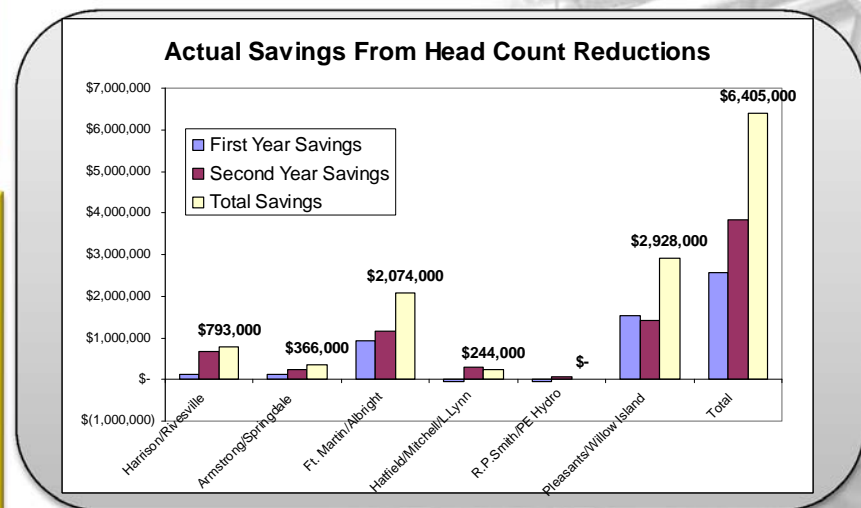 Actual Savings From Head Count Reductions
$7,000,000
$6,000,000
$5,000,000
$4,000,000
$3,000,000
$2,000,000
$1,000,000
$-
$(1,000,000)
First Year Savings
Second Year Savings
Total Savings
$793,000
$366,000
$2,074,000
$244,000
$-
$2,928,000
$6,405,000
Harrison/Rivesville
Armstrong/Springdale
Ft. Martin/Albright
Hatfield/Mitchell/L.Lynn
R.P.Smith/PE Hydro
Pleasants/Willow Island
Total